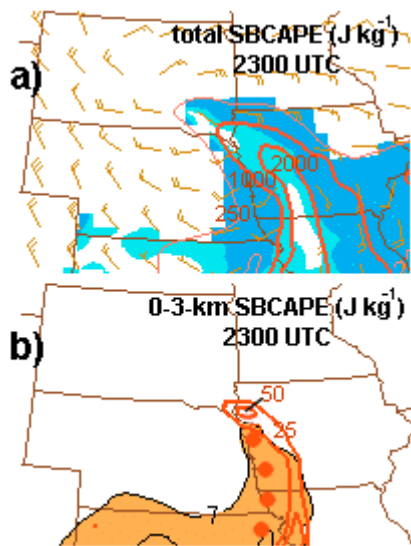 total SBCAPE (J kg-1)
2300 UTC
a)
2000
1000
250
0-3-km SBCAPE (J kg-1)
2300 UTC
b)
50
25
7